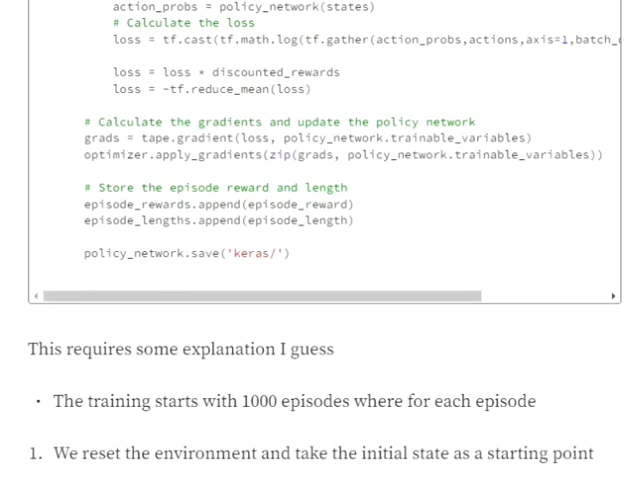 action_probs = policy_network(states)
# Calculate the loss
loss = tf.cast(tf.math.log(tf.gather(action_probs,actions,axis=1,batch_
loss = loss * discounted_rewards
loss = -tf.reduce_mean(loss)
# Calculate the gradients and update the policy network
grads = tape.gradient(loss, policy_network.trainable_variables)
optimizer.apply_gradients(zip(grads, policy_network.trainable_variables))
# Store the episode reward and length
episode_rewards.append(episode_reward)
episode_lengths.append(episode_length)
policy_network.save('keras/')
This requires some explanation I guess
• The training starts with 1000 episodes where for each episode
1. We reset the environment and take the initial state as a starting point